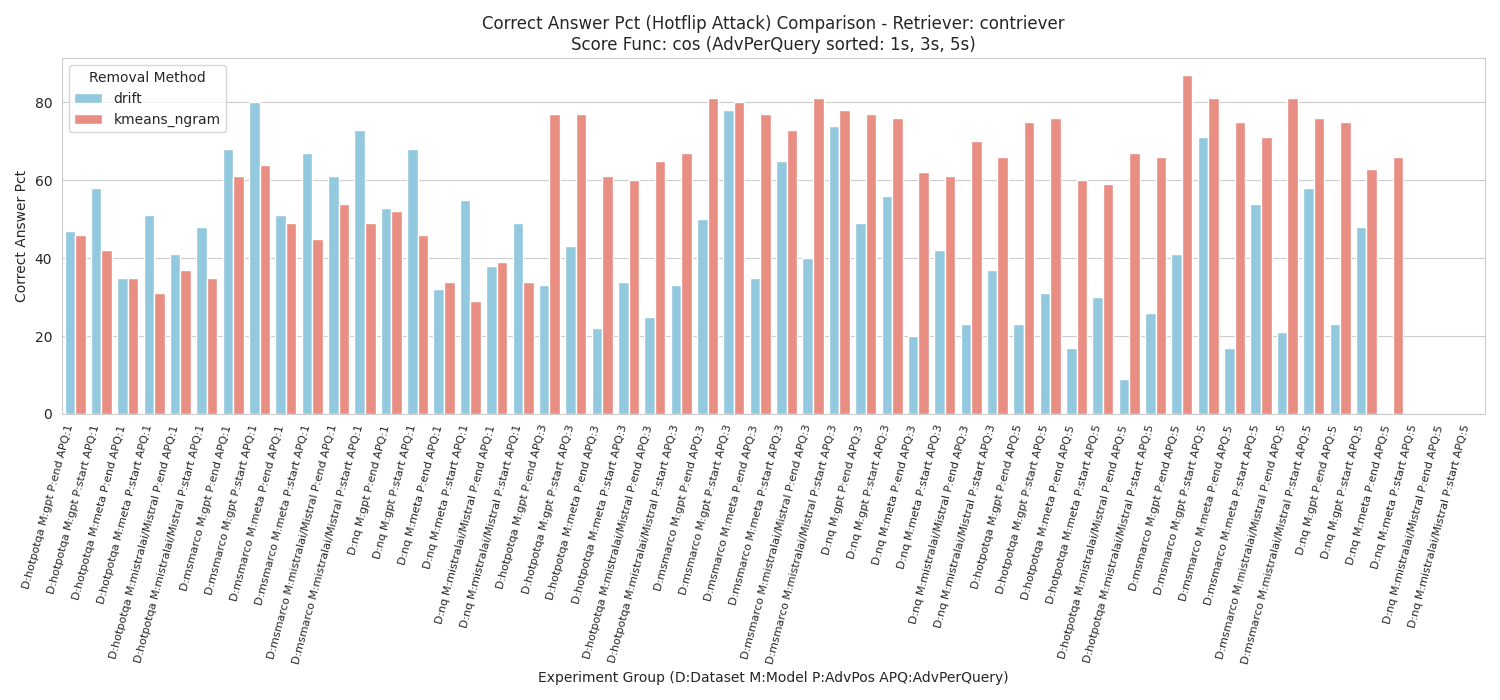 Correct Answer Pct (Hotflip Attack) Comparison - Retriever: contriever
Score Func: cos (AdvPerQuery sorted: 1s, 3s, 5s)
Removal Method
drift
kmeans_ngram
Correct Answer Pct
80
60
40
20
0
D:hotpotqa M:gpt P:end APQ:1
D:hotpotqa M:gpt P:start APQ:1
D:hotpotqa M:meta P:end APQ:1
D:hotpotqa M:meta P:start APQ:1
D:hotpotqa M:mistralai/Mistral P:end APQ:1
D:hotpotqa M:mistralai/Mistral P:start APQ:1
D:msmarco M:gpt P:end APQ:1
D:msmarco M:gpt P:start APQ:1
D:msmarco M:meta P:end APQ:1
D:msmarco M:meta P:start APQ:1
D:msmarco M:mistralai/Mistral P:end APQ:1
D:msmarco M:mistralai/Mistral P:start APQ:1
D:nq M:gpt P:end APQ:1
D:nq M:gpt P:start APQ:1
D:nq M:meta P:end APQ:1
D:nq M:meta P:start APQ:1
D:nq M:mistralai/Mistral P:end APQ:1
D:nq M:mistralai/Mistral P:start APQ:1
D:hotpotqa M:gpt P:end APQ:3
D:hotpotqa M:gpt P:start APQ:3
D:hotpotqa M:meta P:end APQ:3
D:hotpotqa M:meta P:start APQ:3
D:hotpotqa M:mistralai/Mistral P:end APQ:3
D:hotpotqa M:mistralai/Mistral P:start APQ:3
D:msmarco M:gpt P:end APQ:3
D:msmarco M:gpt P:start APQ:3
D:msmarco M:meta P:end APQ:3
D:msmarco M:meta P:start APQ:3
D:msmarco M:mistralai/Mistral P:end APQ:3
D:msmarco M:mistralai/Mistral P:start APQ:3
D:nq M:gpt P:end APQ:3
D:nq M:gpt P:start APQ:3
D:nq M:meta P:end APQ:3
D:nq M:meta P:start APQ:3
D:nq M:mistralai/Mistral P:end APQ:3
D:nq M:mistralai/Mistral P:start APQ:3
D:hotpotqa M:gpt P:end APQ:5
D:hotpotqa M:gpt P:start APQ:5
D:hotpotqa M:meta P:end APQ:5
D:hotpotqa M:meta P:start APQ:5
D:hotpotqa M:mistralai/Mistral P:end APQ:5
D:hotpotqa M:mistralai/Mistral P:start APQ:5
D:msmarco M:gpt P:end APQ:5
D:msmarco M:gpt P:start APQ:5
D:msmarco M:meta P:end APQ:5
D:msmarco M:meta P:start APQ:5
D:msmarco M:mistralai/Mistral P:end APQ:5
D:msmarco M:mistralai/Mistral P:start APQ:5
D:nq M:gpt P:end APQ:5
D:nq M:gpt P:start APQ:5
D:nq M:meta P:end APQ:5
D:nq M:meta P:start APQ:5
D:nq M:mistralai/Mistral P:end APQ:5
D:nq M:mistralai/Mistral P:start APQ:5
Experiment Group (D:Dataset M:Model P:AdvPos APQ:AdvPerQuery)